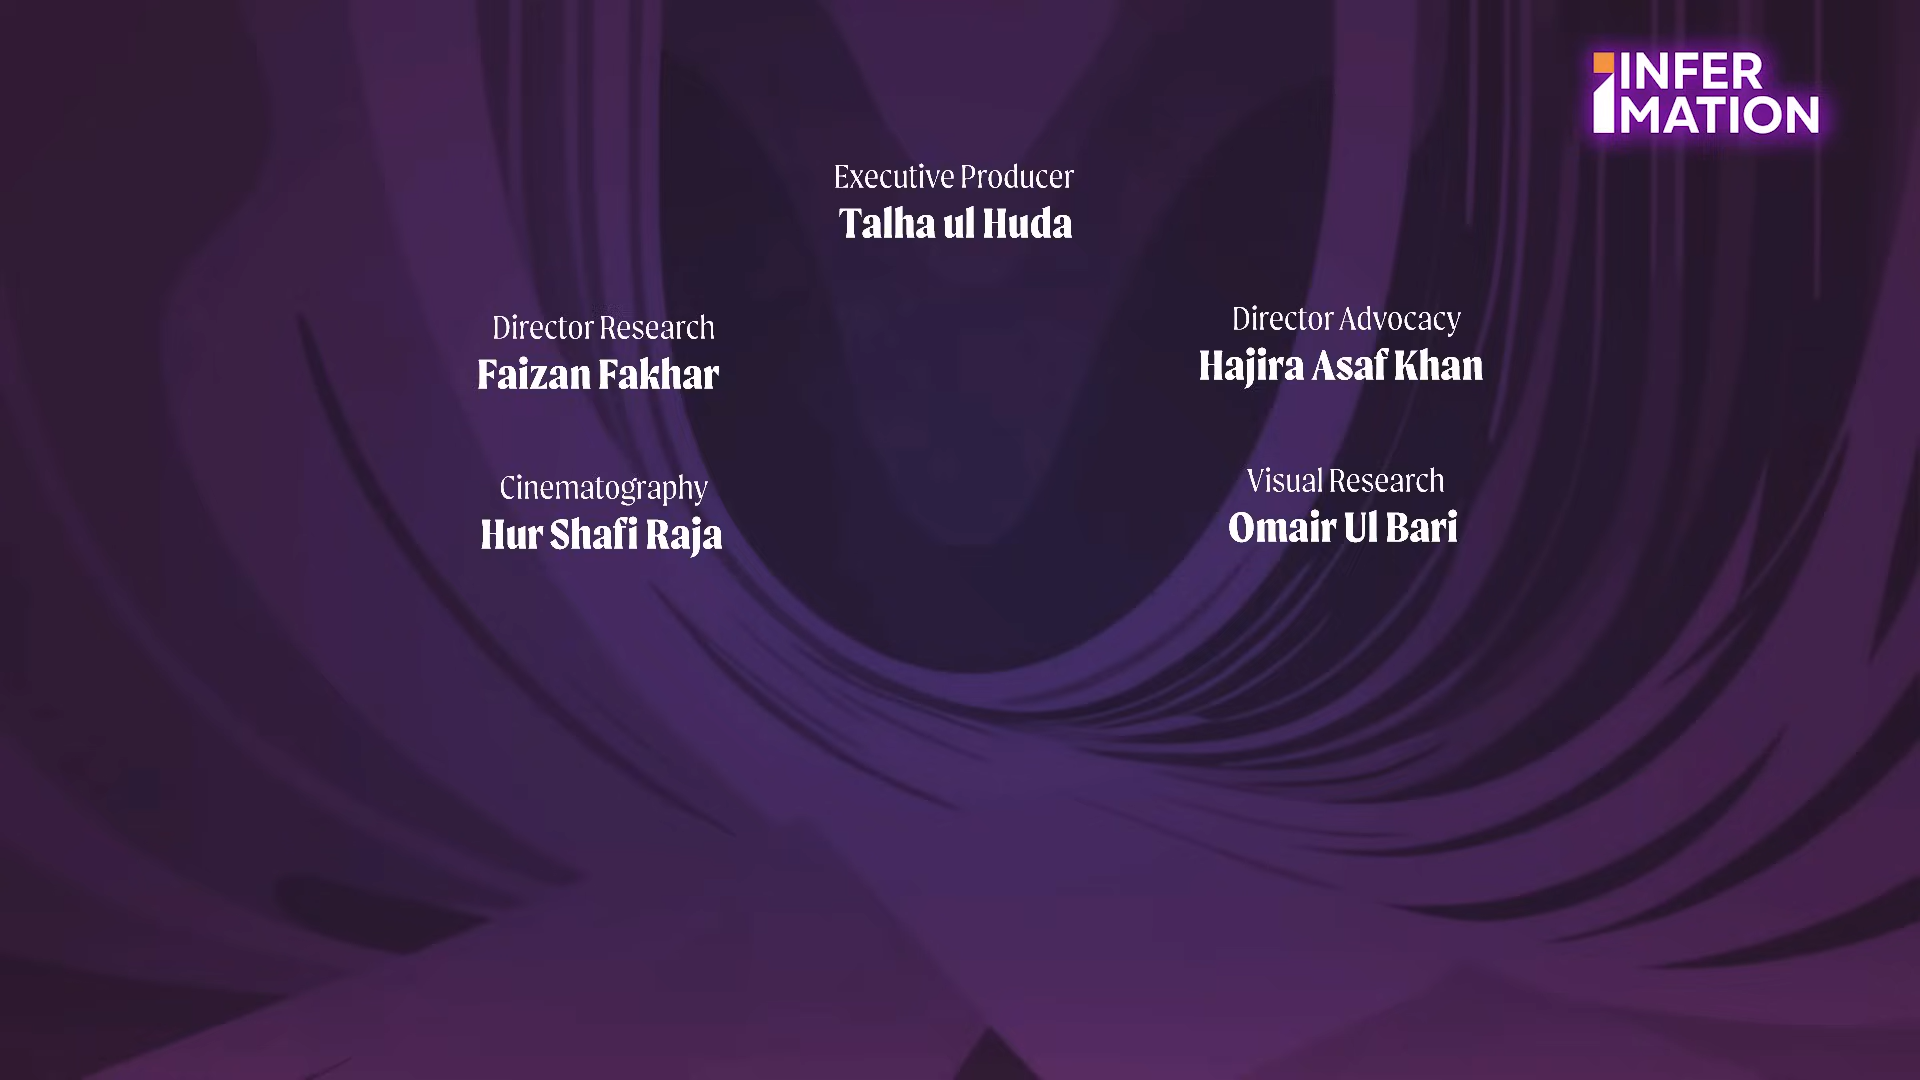 INFER
MATION
Executive Producer
Talha ul Huda
Director Research
Faizan Fakhar
Director Advocacy
Hajira Asaf Khan
Cinematography
Hur Shafi Raja
Visual Research
Omair Ul Bari